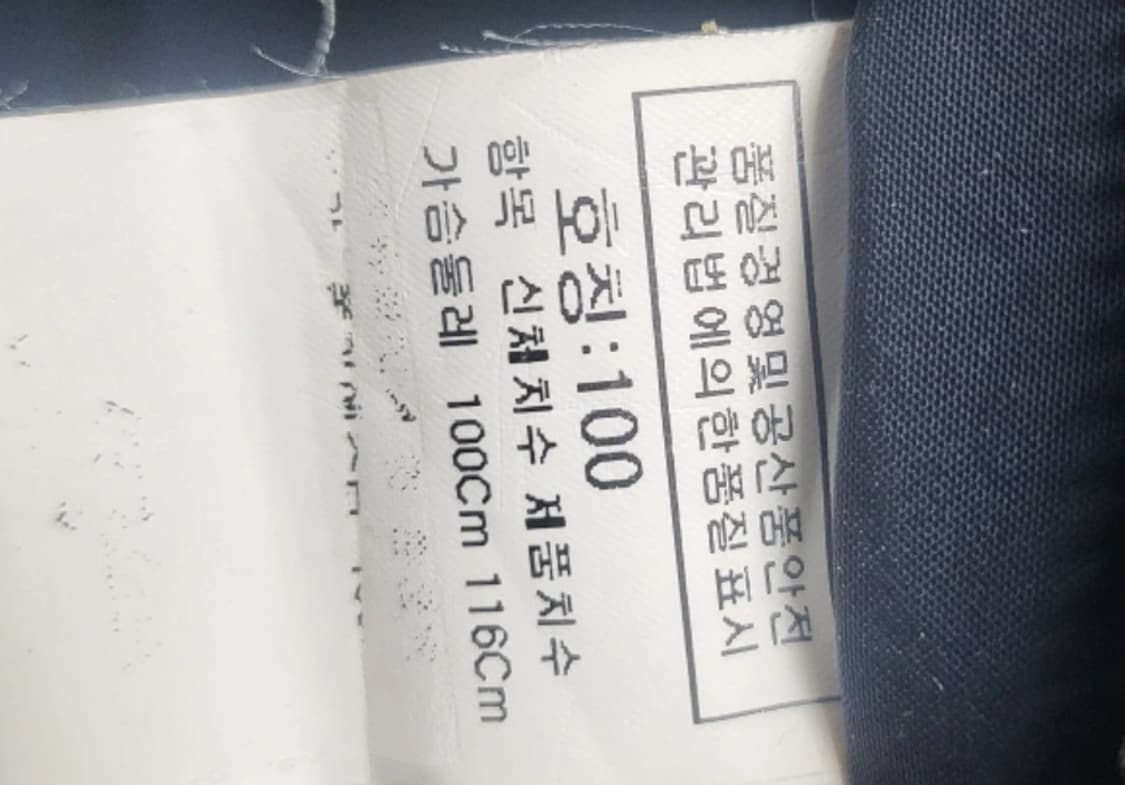 품질경영및공산품안전
관리법에의한품질표시
호칭:100
항목 신체치수 제품치수
가슴둘레 100Cm 116Cm